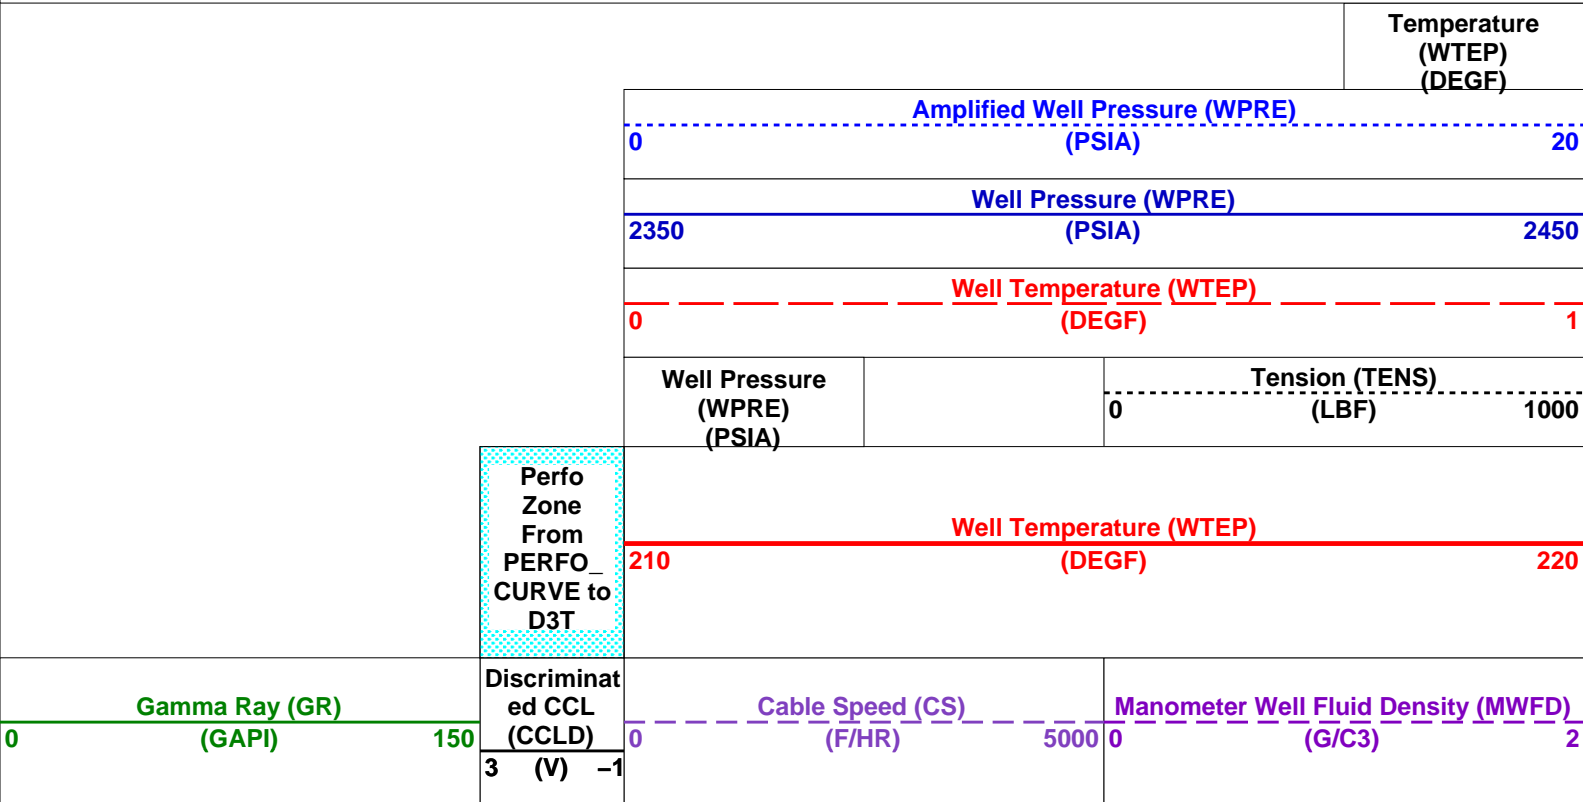 Temperature
(WTEP)
(DEGF)
Amplified Well Pressure (WPRE)
0 (PSIA) 20
Well Pressure (WPRE)
2350 (PSIA) 2450
Well Temperature (WTEP)
0 (DEGF) 1
Well Pressure
(WPRE)
(PSIA)
Tension (TENS)
0 (LBF) 1000
Perfo
Zone
From
PERFO_
CURVE to
D3T
Well Temperature (WTEP)
210 (DEGF) 220
Gamma Ray (GR)
0 (GAPI) 150
Discriminat
ed CCL
(CCLD)
3 (V) −1
Cable Speed (CS)
0 (F/HR) 5000
Manometer Well Fluid Density (MWFD)
0 (G/C3) 2